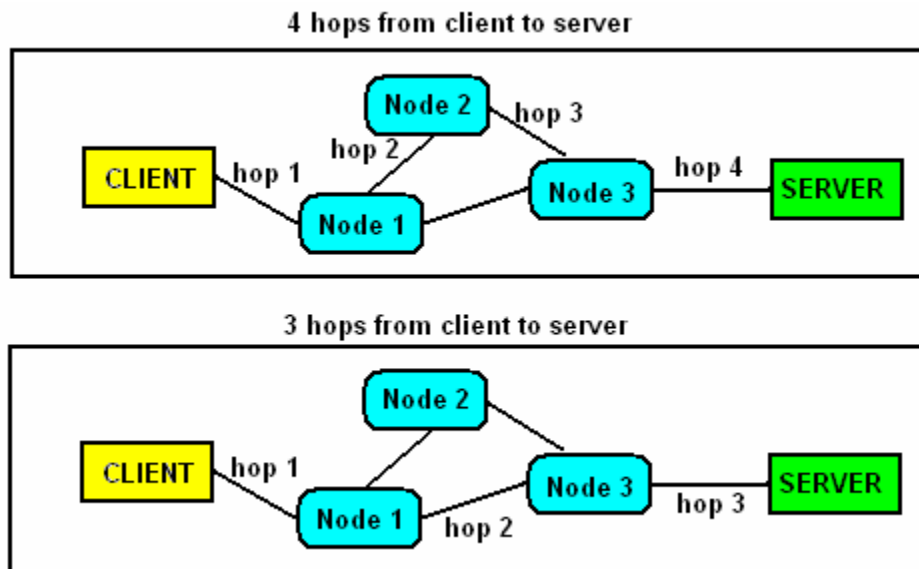 4 hops from client to server
Node 2
hop 3
hop 2
CLIENT
hop 1
hop 4
SERVER
Node 3
Node 1
3 hops from client to server
Node 2
CLIENT
hop 1
Node 3
SERVER
hop 3
Node 1
hop 2